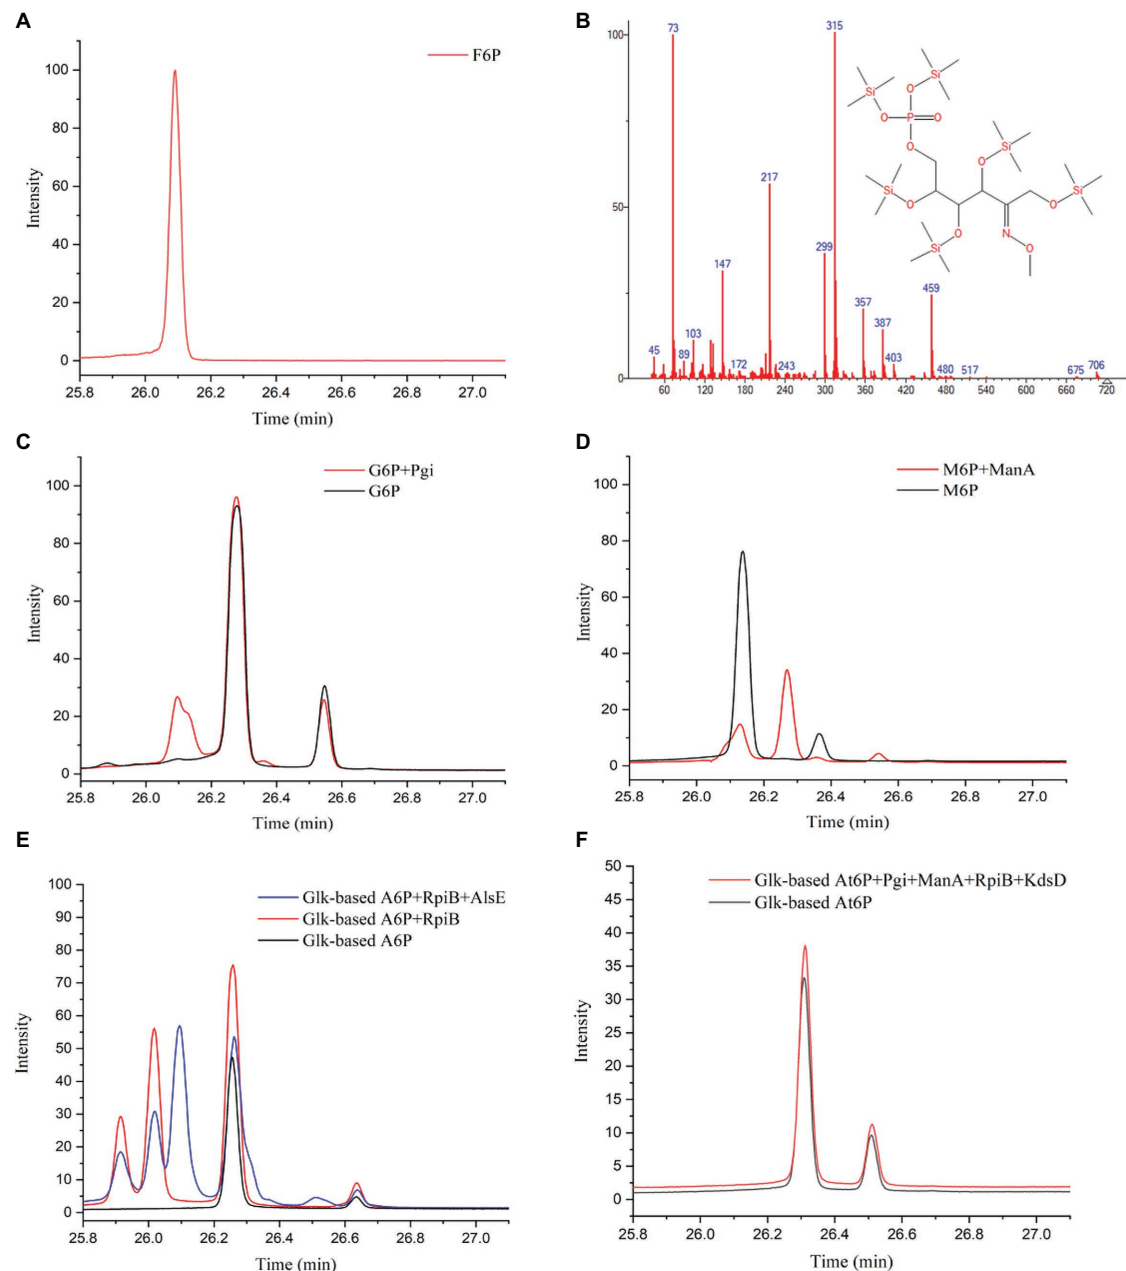 A
F6P
100
80
60
40
20
0
Intensity
25.8 26.0 26.2 26.4 26.6 26.8 27.0
Time (min)
B
100
50
0
73
315
217
299
147
357
459
387
103
45
89
172
243
403
480
517
675
706
60 120 180 240 300 360 420 480 540 600 660 720
Si
Si
O
O
P
O
O
Si
O
Si
O
Si
O
Si
O
N
O
C
G6P+Pgi
G6P
100
80
60
40
20
0
Intensity
25.8 26.0 26.2 26.4 26.6 26.8 27.0
Time (min)
D
M6P+ManA
M6P
100
80
60
40
20
0
Intensity
25.8 26.0 26.2 26.4 26.6 26.8 27.0
Time (min)
E
Glk-based A6P+RpiB+AlsE
Glk-based A6P+RpiB
Glk-based A6P
100
90
80
70
60
50
40
30
20
10
0
Intensity
25.8 26.0 26.2 26.4 26.6 26.8 27.0
Time (min)
F
Glk-based At6P+Pgi+ManA+RpiB+KdsD
Glk-based At6P
50
45
40
35
30
25
20
15
10
5
0
Intensity
25.8 26.0 26.2 26.4 26.6 26.8 27.0
Time (min)